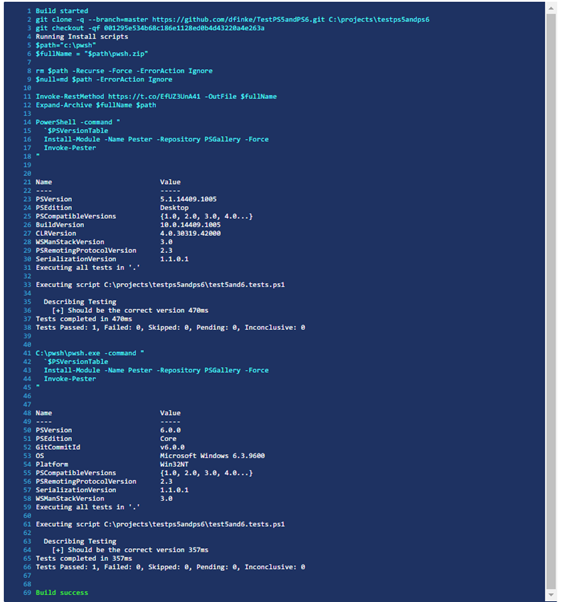 1 Build started
2 git clone -q --branch=master https://github.com/dfinke/TestPS5andPS6.git C:\projects\testps5andps6
3 git checkout -qf 001295e534b68c186e1128ed0b4d43220a4e263a
4 Running Install scripts
5 $path="c:\pwsh"
6 $fullName = "$path\pwsh.zip"
7
8 rm $path -Recurse -Force -ErrorAction Ignore
9 $null=md $path -ErrorAction Ignore
10
11 Invoke-RestMethod https://t.co/EfUZ3UnA41 -OutFile $fullName
12 Expand-Archive $fullName $path
13
14 PowerShell -command "
15 `$PSVersionTable
16 Install-Module -Name Pester -Repository PSGallery -Force
17 Invoke-Pester
18 "
19
20
21 Name Value
22 ---- -----
23 PSVersion 5.1.14409.1005
24 PSEdition Desktop
25 PSCompatibleVersions {1.0, 2.0, 3.0, 4.0...}
26 BuildVersion 10.0.14409.1005
27 CLRVersion 4.0.30319.42000
28 WSManStackVersion 3.0
29 PSRemotingProtocolVersion 2.3
30 SerializationVersion 1.1.0.1
31 Executing all tests in '.'
32
33 Executing script C:\projects\testps5andps6\test5and6.tests.ps1
34
35 Describing Testing
36 [+] Should be the correct version 470ms
37 Tests completed in 470ms
38 Tests Passed: 1, Failed: 0, Skipped: 0, Pending: 0, Inconclusive: 0
39
40
41 C:\pwsh\pwsh.exe -command "
42 `$PSVersionTable
43 Install-Module -Name Pester -Repository PSGallery -Force
44 Invoke-Pester
45 "
46
47
48 Name Value
49 ---- -----
50 PSVersion 6.0.0
51 PSEdition Core
52 GitCommitId v6.0.0
53 OS Microsoft Windows 6.3.9600
54 Platform Win32NT
55 PSCompatibleVersions {1.0, 2.0, 3.0, 4.0...}
56 PSRemotingProtocolVersion 2.3
57 SerializationVersion 1.1.0.1
58 WSManStackVersion 3.0
59 Executing all tests in '.'
60
61 Executing script C:\projects\testps5andps6\test5and6.tests.ps1
62
63 Describing Testing
64 [+] Should be the correct version 357ms
65 Tests completed in 357ms
66 Tests Passed: 1, Failed: 0, Skipped: 0, Pending: 0, Inconclusive: 0
67
68
69 Build success